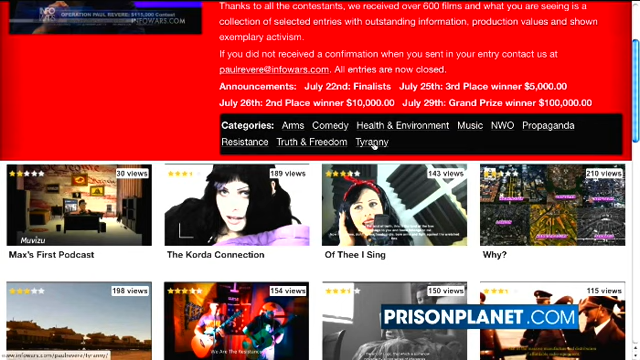 OPERATION PAUL REVERE: $115,000 Contest
Thanks to all the contestants, we received over 600 films and what you are seeing is a
collection of selected entries with outstanding information, production values and shown
exemplary activism.
If you did not received a confirmation when you sent in your entry contact us at
paulrevere@infowars.com. All entries are now closed.
Announcements: July 22nd: Finalists July 25th: 3rd Place winner $5,000.00
July 26th: 2nd Place winner $10,000.00 July 29th: Grand Prize winner $100,000.00
Categories: Arms Comedy Health & Environment Music NWO Propaganda
Resistance Truth & Freedom Tyranny
30 views
189 views
143 views
210 views
Muvizu
Max's First Podcast
The Korda Connection
Of Thee I Sing
Why?
198 views
154 views
115 views
We Are The Resistance
PRISONPLANET.COM
www.infowars.com/paulrevere/tyranny/